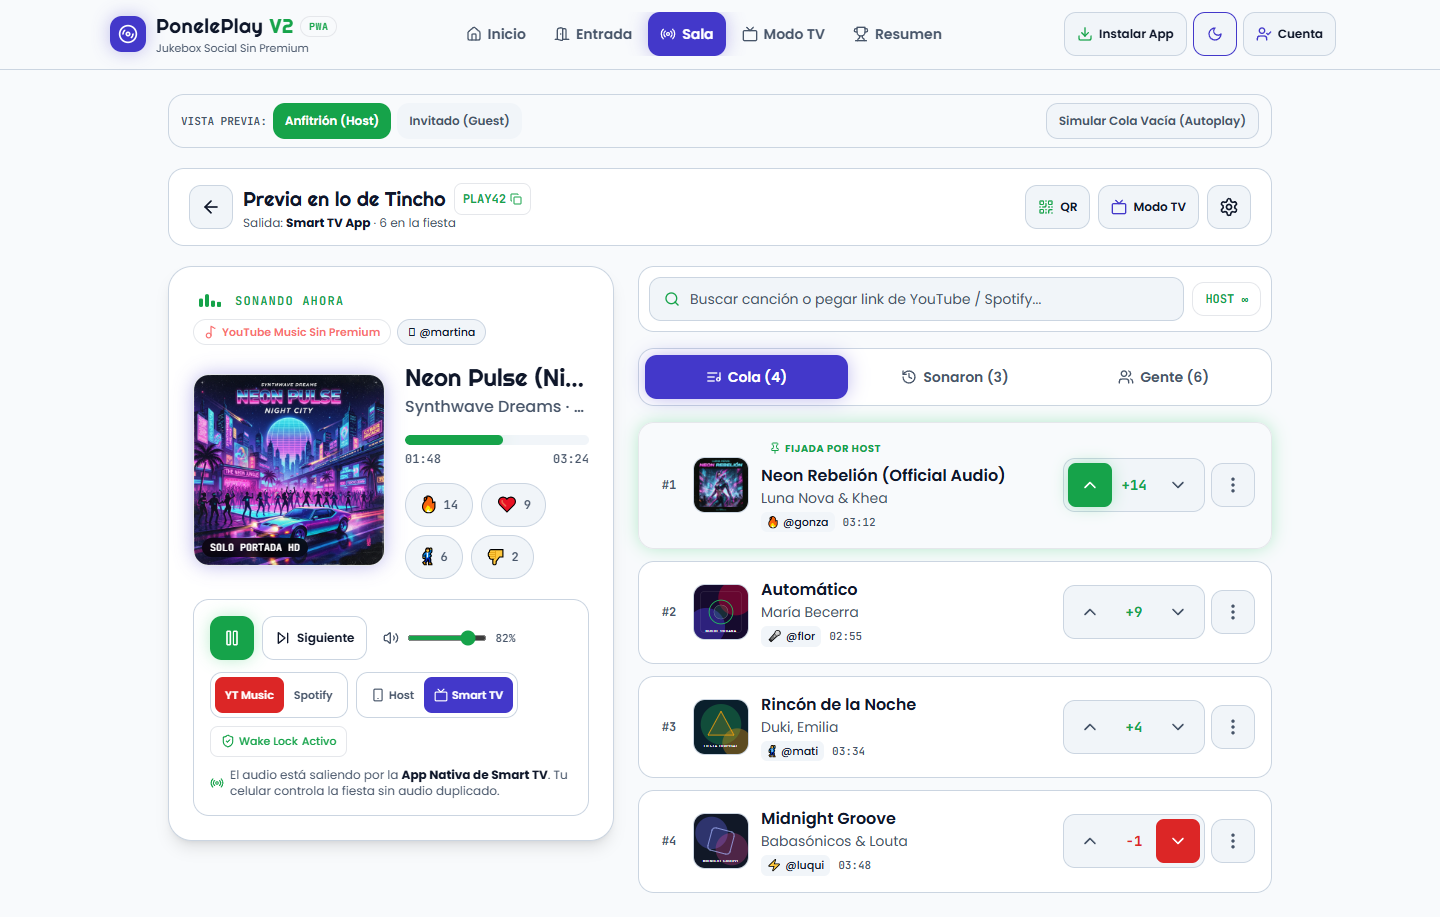 PonelePlay V2 PWA
Jukebox Social Sin Premium
Inicio
Entrada
Sala
Modo TV
Resumen
Instalar App
Cuenta
VISTA PREVIA:
Anfitrión (Host)
Invitado (Guest)
Simular Cola Vacía (Autoplay)
Previa en lo de Tincho
PLAY42
Salida: Smart TV App · 6 en la fiesta
QR
Modo TV
SONANDO AHORA
YouTube Music Sin Premium
@martina
SYNTHWAVE DREAMS
NEON PULSE
NIGHT CITY
SOLO PORTADA HD
Neon Pulse (Ni...
Synthwave Dreams · ...
01:48
03:24
14
9
6
2
Siguiente
82%
YT Music
Spotify
Host
Smart TV
Wake Lock Activo
El audio está saliendo por la App Nativa de Smart TV. Tu
celular controla la fiesta sin audio duplicado.
Buscar canción o pegar link de YouTube / Spotify...
HOST ∞
Cola (4)
Sonaron (3)
Gente (6)
FIJADA POR HOST
#1
NEON REBELIÓN
Neon Rebelión (Official Audio)
Luna Nova & Khea
@gonza
03:12
+14
#2
Automático
María Becerra
@flor
02:55
+9
#3
Rincón de la Noche
Duki, Emilia
@mati
03:34
+4
#4
Midnight Groove
Babasónicos & Louta
@luqui
03:48
-1